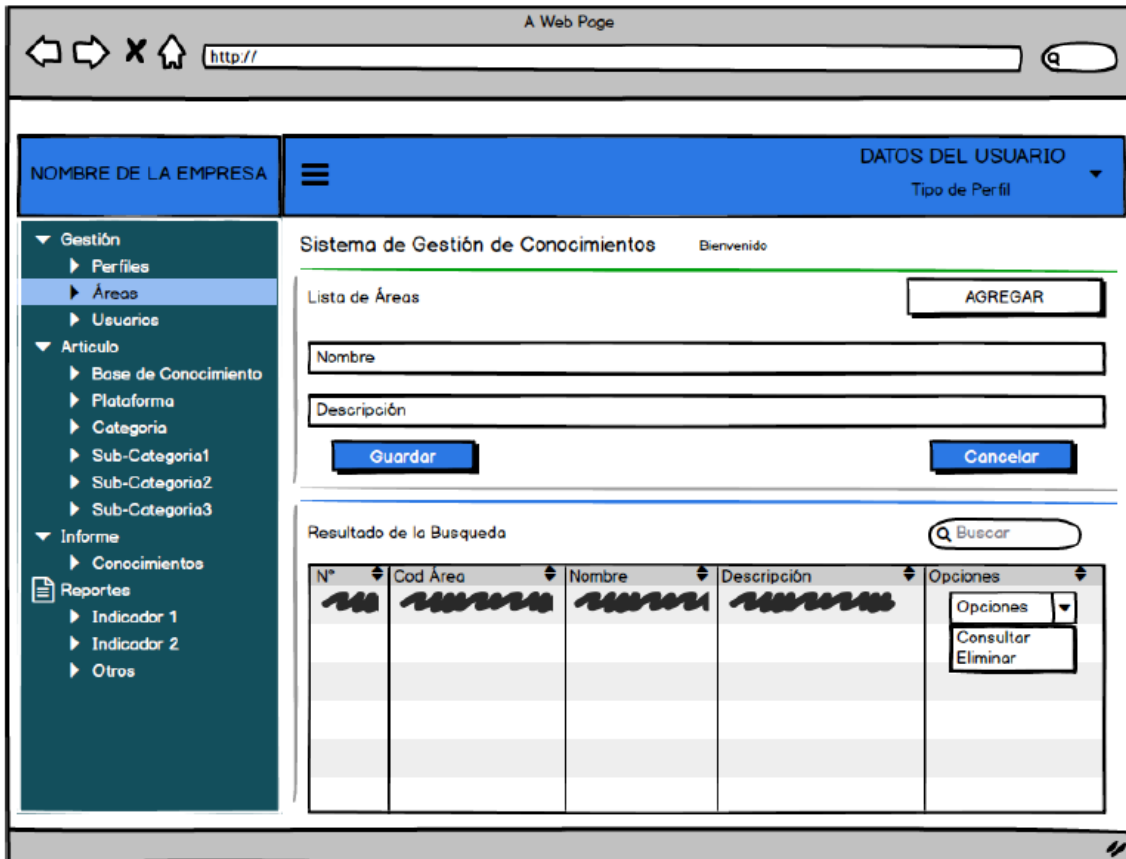 A Web Page
http://
NOMBRE DE LA EMPRESA
DATOS DEL USUARIO
Tipo de Perfil
Gestión
Perfiles
Áreas
Usuarios
Articulo
Base de Conocimiento
Plataforma
Categoria
Sub-Categoria1
Sub-Categoria2
Sub-Categoria3
Informe
Conocimientos
Reportes
Indicador 1
Indicador 2
Otros
Sistema de Gestión de Conocimientos Bienvenido
Lista de Áreas AGREGAR
Nombre
Descripción
Guardar Cancelar
Resultado de la Busqueda Buscar
N° Cod Área Nombre Descripción Opciones
Opciones
Consultar
Eliminar